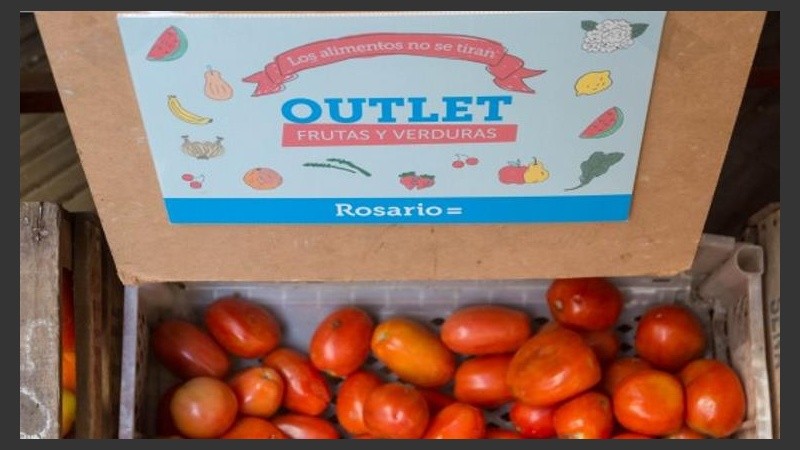 Los alimentos no se tiran
OUTLET
FRUTAS Y VERDURAS
Rosario=